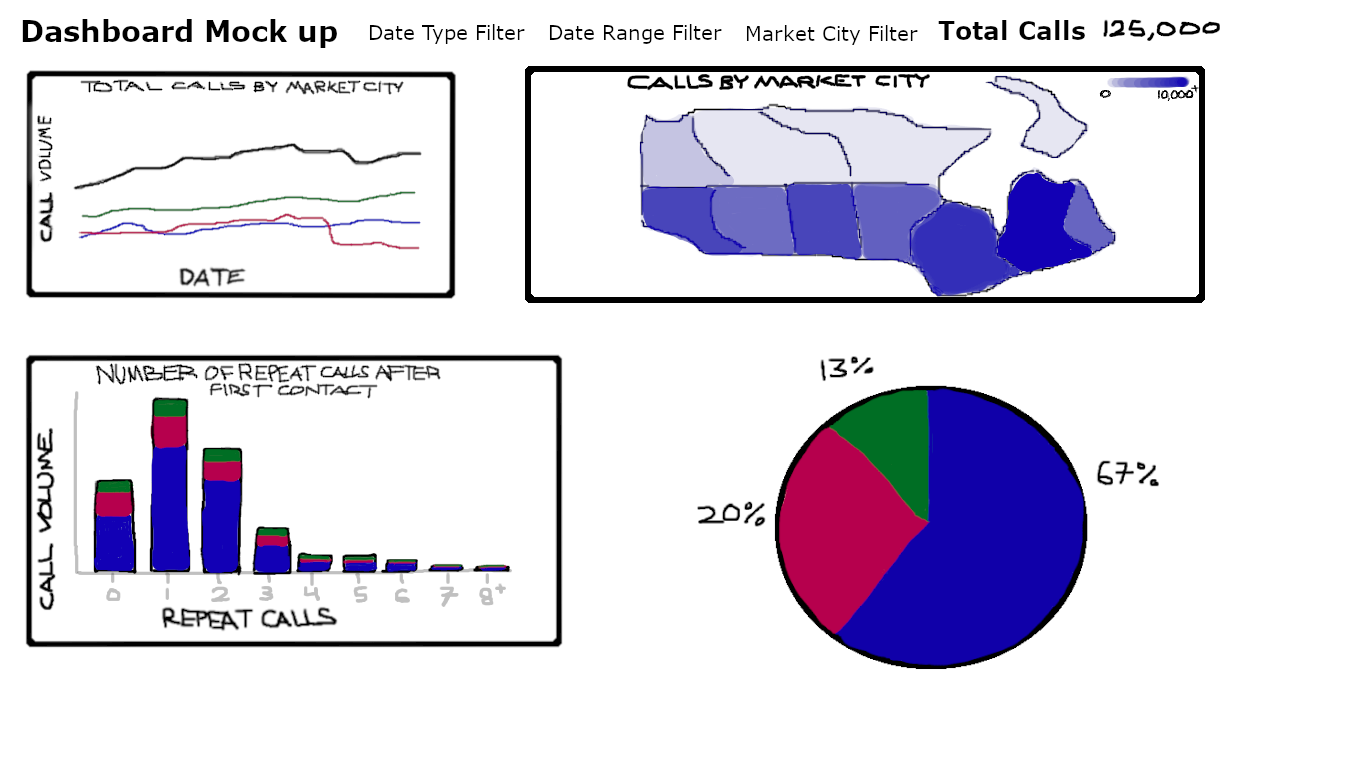 Dashboard Mock up
Date Type Filter
Date Range Filter
Market City Filter
Total Calls 125,000
TOTAL CALLS BY MARKET CITY
CALL VOLUME
DATE
CALLS BY MARKET CITY
0
10,000+
NUMBER OF REPEAT CALLS AFTER
FIRST CONTACT
CALL VOLUME
0 1 2 3 4 5 6 7 8+
REPEAT CALLS
13%
67%
20%